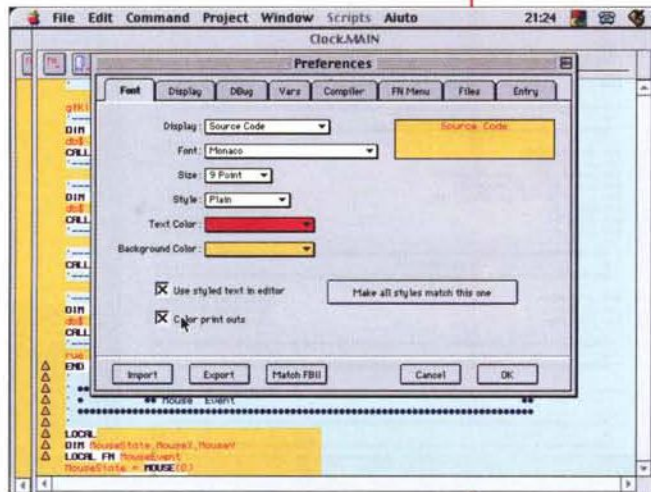 File Edit Command Project Window Scripts Aiuto 21:24
Clock.MAIN
Preferences
Font Display DBug Vars Compiler FN Menu Files Entry
Display: Source Code
Source Code
Font: Monaco
Size: 9 Point
Style: Plain
Text Color:
Background Color:
Use styled text in editor
Make all styles match this one
Color print outs
Import Export Match FBII Cancel OK
DIM
CALL
DIM
CALL
CALL
DIM
CALL
END
Mouse Event
LOCAL
DIM MouseState, MouseX, MouseY
LOCAL FN MouseEvent
MouseState = MOUSE(0)